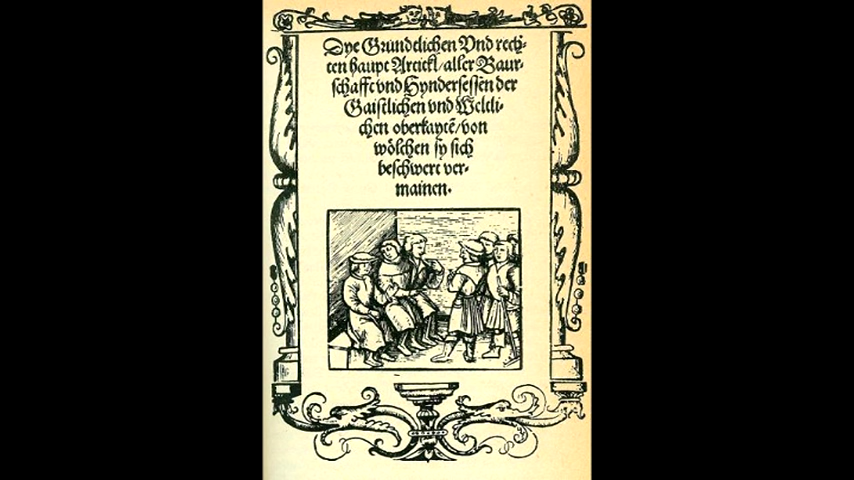 Dye Grundtlichen Vnd rech-
ten haupt Artickl/aller Baur-
schafft vnd Hyndersessen der
Gaistlichen vnd Weltli-
chen oberkaytē/von
wölchen sy sich
beschwert ver-
mainen.